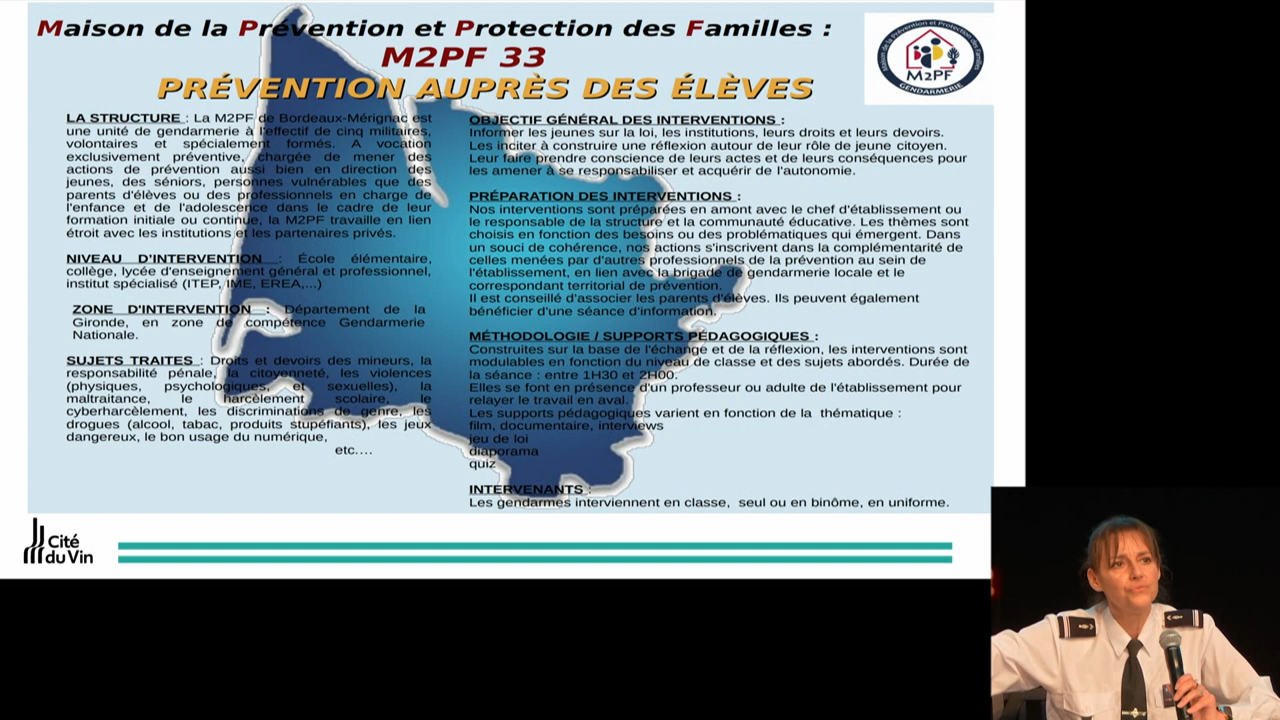 Maison de la Prévention et Protection des Familles :
M2PF 33
PRÉVENTION AUPRÈS DES ÉLÈVES
Maison de la Prévention et Protection des Familles
M2PF
GENDARMERIE
LA STRUCTURE : La M2PF de Bordeaux-Mérignac est
une unité de gendarmerie à l'effectif de cinq militaires,
volontaires et spécialement formés. A vocation
exclusivement préventive, chargée de mener des
actions de prévention aussi bien en direction des
jeunes, des séniors, personnes vulnérables que des
parents d'élèves ou des professionnels en charge de
l'enfance et de l'adolescence dans le cadre de leur
formation initiale ou continue, la M2PF travaille en lien
étroit avec les institutions et les partenaires privés.
NIVEAU D'INTERVENTION : École élémentaire,
collège, lycée d'enseignement général et professionnel,
institut spécialisé (ITEP, IME, EREA,...)
ZONE D'INTERVENTION : Département de la
Gironde, en zone de compétence Gendarmerie
Nationale.
SUJETS TRAITES : Droits et devoirs des mineurs, la
responsabilité pénale, la citoyenneté, les violences
(physiques, psychologiques, et sexuelles), la
maltraitance, le harcèlement scolaire, le
cyberharcèlement, les discriminations de genre, les
drogues (alcool, tabac, produits stupéfiants), les jeux
dangereux, le bon usage du numérique,
etc....
OBJECTIF GÉNÉRAL DES INTERVENTIONS :
Informer les jeunes sur la loi, les institutions, leurs droits et leurs devoirs.
Les inciter à construire une réflexion autour de leur rôle de jeune citoyen.
Leur faire prendre conscience de leurs actes et de leurs conséquences pour
les amener à se responsabiliser et acquérir de l'autonomie.
PRÉPARATION DES INTERVENTIONS :
Nos interventions sont préparées en amont avec le chef d'établissement ou
le responsable de la structure et la communauté éducative. Les thèmes sont
choisis en fonction des besoins ou des problématiques qui émergent. Dans
un souci de cohérence, nos actions s'inscrivent dans la complémentarité de
celles menées par d'autres professionnels de la prévention au sein de
l'établissement, en lien avec la brigade de gendarmerie locale et le
correspondant territorial de prévention.
Il est conseillé d'associer les parents d'élèves. Ils peuvent également
bénéficier d'une séance d'information.
MÉTHODOLOGIE / SUPPORTS PÉDAGOGIQUES :
Construites sur la base de l'échange et de la réflexion, les interventions sont
modulables en fonction du niveau de classe et des sujets abordés. Durée de
la séance : entre 1H30 et 2H00.
Elles se font en présence d'un professeur ou adulte de l'établissement pour
relayer le travail en aval.
Les supports pédagogiques varient en fonction de la thématique :
film, documentaire, interviews
jeu de loi
diaporama
quiz
INTERVENANTS :
Les gendarmes interviennent en classe, seul ou en binôme, en uniforme.
Cité
du Vin